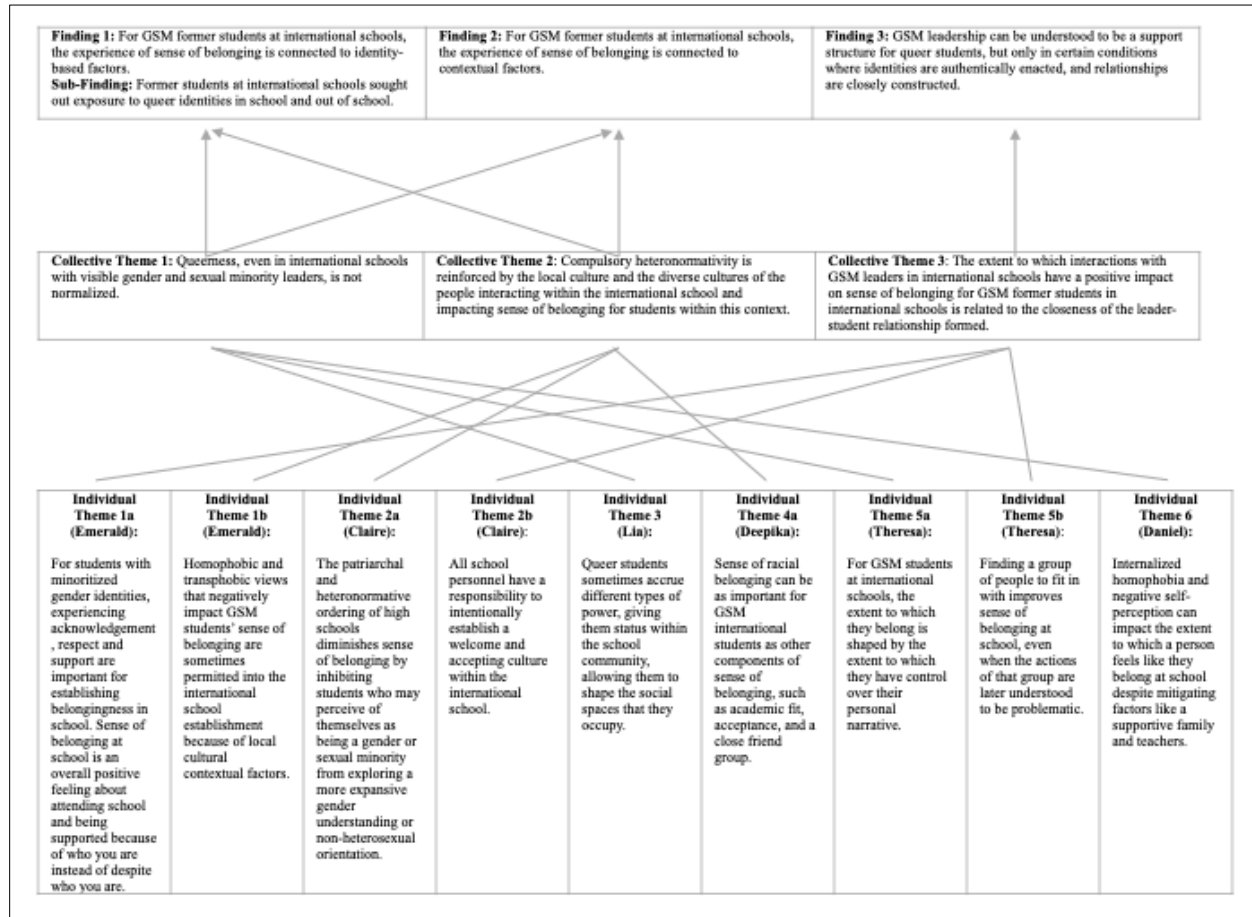 Finding 1: For GSM former students at international schools,
the experience of sense of belonging is connected to identity-
based factors.
Sub-Finding: Former students at international schools sought
out exposure to queer identities in school and out of school.
Finding 2: For GSM former students at international schools,
the experience of sense of belonging is connected to
contextual factors.
Finding 3: GSM leadership can be understood to be a support
structure for queer students, but only in certain conditions
where identities are authentically enacted, and relationships
are closely constructed.
Collective Theme 1: Queerness, even in international schools
with visible gender and sexual minority leaders, is not
normalized.
Collective Theme 2: Compulsory heteronormativity is
reinforced by the local culture and the diverse cultures of the
people interacting within the international school and
impacting sense of belonging for students within this context.
Collective Theme 3: The extent to which interactions with
GSM leaders in international schools have a positive impact
on sense of belonging for GSM former students in
international schools is related to the closeness of the leader-
student relationship formed.
Individual
Theme 1a
(Emerald):
For students with
minoritized
gender identities,
experiencing
acknowledgement
, respect and
support are
important for
establishing
belongingness in
school. Sense of
belonging at
school is an
overall positive
feeling about
attending school
and being
supported because
of who you are
instead of despite
who you are.
Individual
Theme 1b
(Emerald):
Homophobic and
transphobic views
that negatively
impact GSM
students' sense of
belonging are
sometimes
permitted into the
international
school
establishment
because of local
cultural
contextual factors.
Individual
Theme 2a
(Claire):
The patriarchal
and
heteronormative
ordering of high
schools
diminishes sense
of belonging by
inhibiting
students who may
perceive of
themselves as
being a gender or
sexual minority
from exploring a
more expansive
gender
understanding or
non-heterosexual
orientation.
Individual
Theme 2b
(Claire):
All school
personnel have a
responsibility to
intentionally
establish a
welcome and
accepting culture
within the
international
school.
Individual
Theme 3
(Lia):
Queer students
sometimes accrue
different types of
power, giving
them status within
the school
community,
allowing them to
shape the social
spaces that they
occupy.
Individual
Theme 4a
(Deepika):
Sense of racial
belonging can be
as important for
GSM
international
students as other
components of
sense of
belonging, such
as academic fit,
acceptance, and a
close friend
group.
Individual
Theme 5a
(Theresa):
For GSM students
at international
schools, the
extent to which
they belong is
shaped by the
extent to which
they have control
over their
personal
narrative.
Individual
Theme 5b
(Theresa):
Finding a group
of people to fit in
with improves
sense of
belonging at
school, even
when the actions
of that group are
later understood
to be problematic.
Individual
Theme 6
(Daniel):
Internalized
homophobia and
negative self-
perception can
impact the extent
to which a person
feels like they
belong at school
despite mitigating
factors like a
supportive family
and teachers.